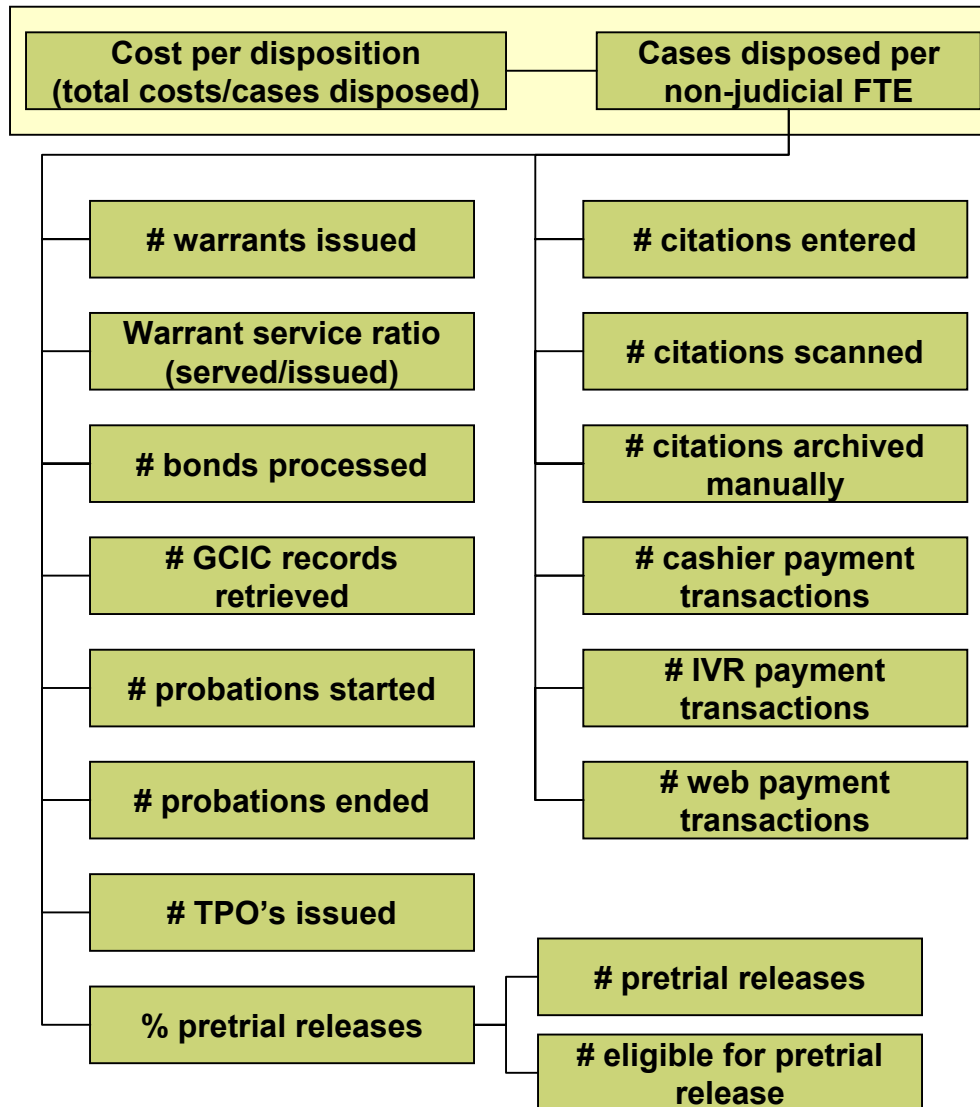 Cost per disposition
(total costs/cases disposed)
Cases disposed per
non-judicial FTE
# warrants issued
Warrant service ratio
(served/issued)
# bonds processed
# GCIC records
retrieved
# probations started
# probations ended
# TPO’s issued
% pretrial releases
# citations entered
# citations scanned
# citations archived
manually
# cashier payment
transactions
# IVR payment
transactions
# web payment
transactions
# pretrial releases
# eligible for pretrial
release